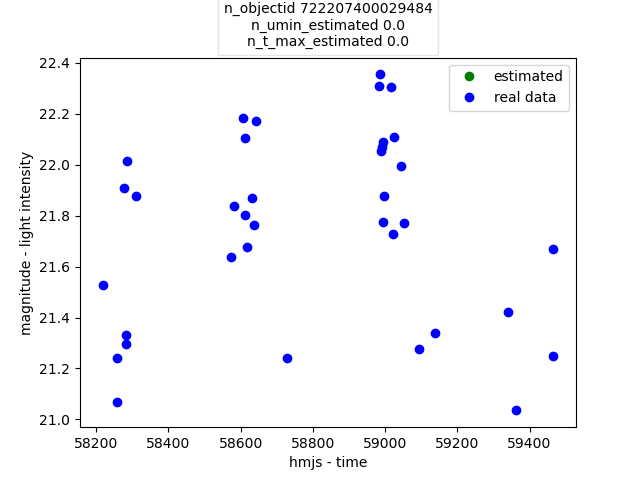 n_objectid 722207400029484
n_umin_estimated 0.0
n_t_max_estimated 0.0
estimated
real data
magnitude - light intensity
22.4
22.2
22.0
21.8
21.6
21.4
21.2
21.0
58200 58400 58600 58800 59000 59200 59400
hmjs - time